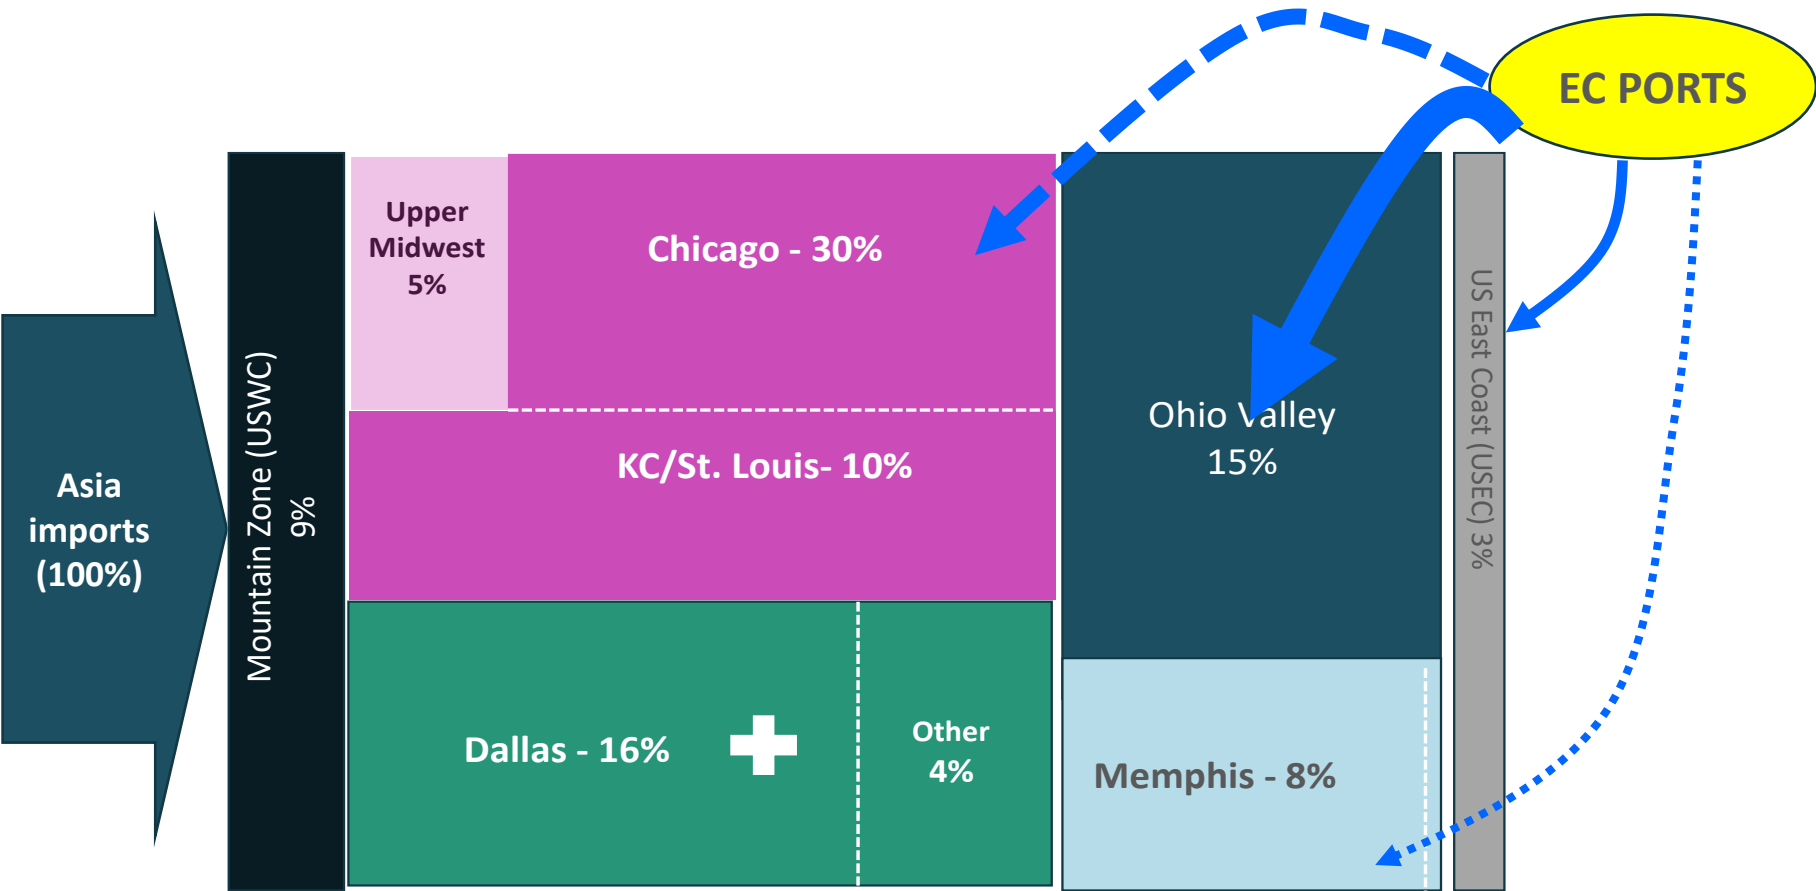 EC PORTS
Asia
imports
(100%)
Mountain Zone (USWC)
9%
Upper
Midwest
5%
Chicago - 30%
KC/St. Louis- 10%
Dallas - 16%
Other
4%
Ohio Valley
15%
Memphis - 8%
US East Coast (USEC) 3%